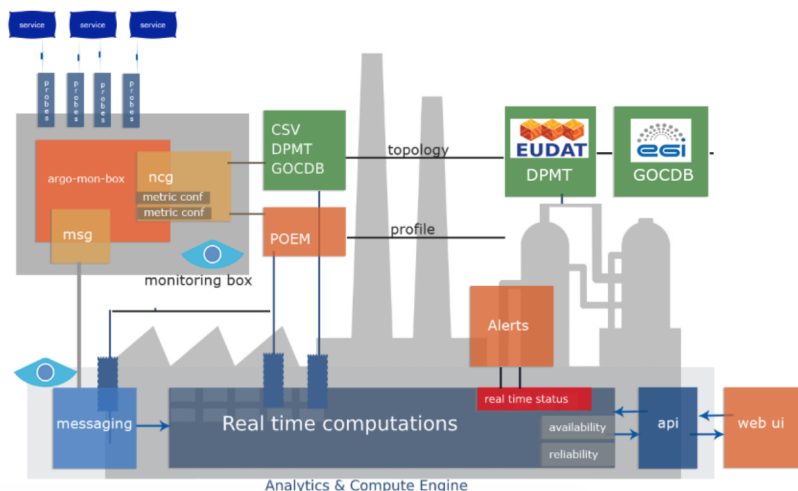 service
service
service
probes
probes
probes
probes
CSV
DPMT
GOCDB
topology
EUDAT
DPMT
egi
GOCDB
argo-mon-box
ncg
metric conf
metric conf
msg
POEM
profile
monitoring box
Alerts
real time status
messaging
Real time computations
availability
reliability
api
web ui
Analytics & Compute Engine